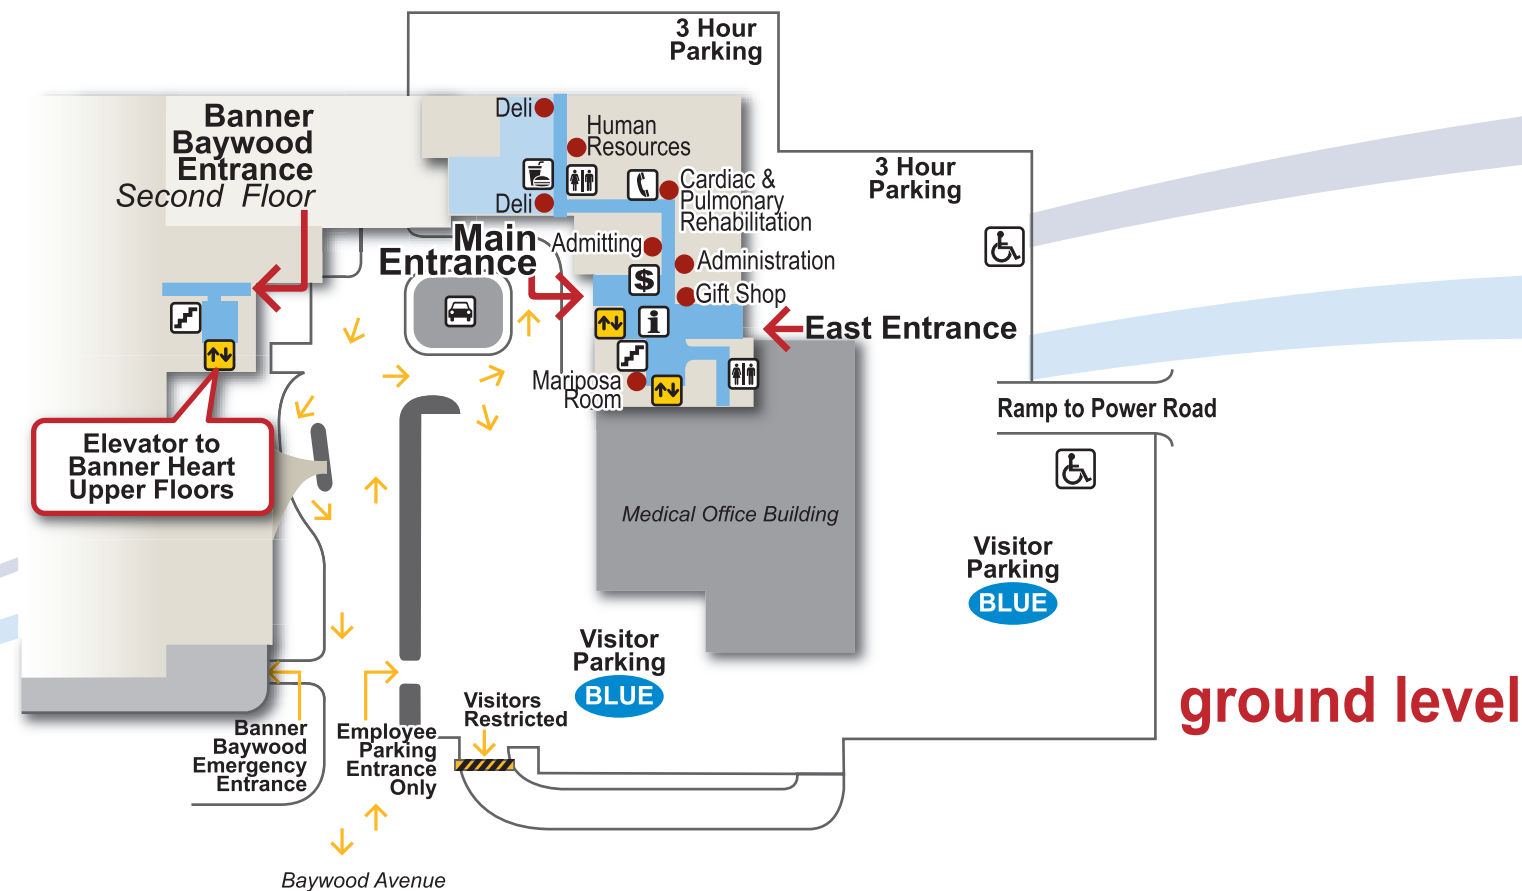 3 Hour
Parking
Banner
Baywood
Entrance
Second Floor
Deli
Human
Resources
3 Hour
Parking
Cardiac &
Pulmonary
Rehabilitation
Deli
Main
Entrance
Admitting
Administration
$
Gift Shop
i
East Entrance
Mariposa
Room
Ramp to Power Road
Elevator to
Banner Heart
Upper Floors
Medical Office Building
Visitor
Parking
BLUE
Visitor
Parking
BLUE
ground level
Visitors
Restricted
Banner
Baywood
Emergency
Entrance
Employee
Parking
Entrance
Only
Baywood Avenue